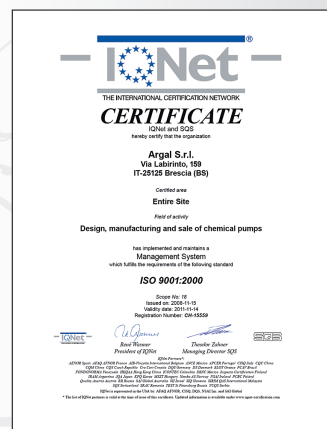 IQNet ®
THE INTERNATIONAL CERTIFICATION NETWORK
CERTIFICATE
IQNet and SQS
hereby certify that the organization
Argal S.r.l.
Via Labirinto, 159
IT-25125 Brescia (BS)
Certified area
Entire Site
Field of activity
Design, manufacturing and sale of chemical pumps
has implemented and maintains a
Management System
which fulfills the requirements of the following standard
ISO 9001:2000
Scope No: 18
Issued on: 2008-11-15
Validity date: 2011-11-14
Registration Number: CH-15559
IQNet
SQS
René Wasmer
President of IQNet
Theodor Zahner
Managing Director SQS
IQNet Partners*: